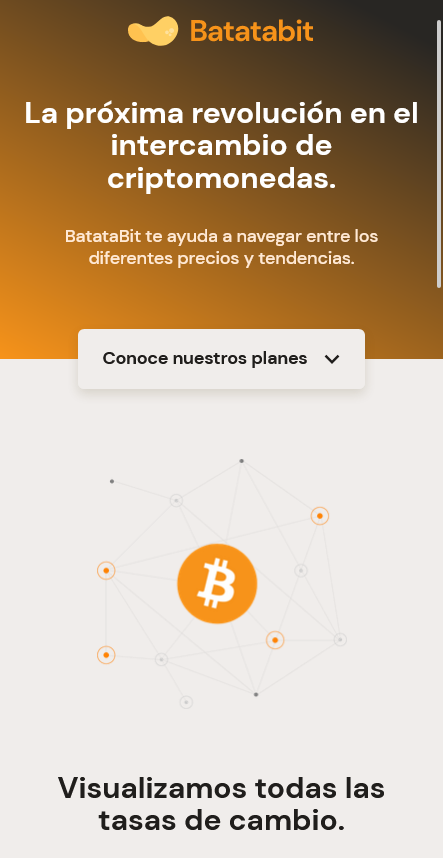 Batatabit
La próxima revolución en el
intercambio de
criptomonedas.
BatataBit te ayuda a navegar entre los
diferentes precios y tendencias.
Conoce nuestros planes
Visualizamos todas las
tasas de cambio.